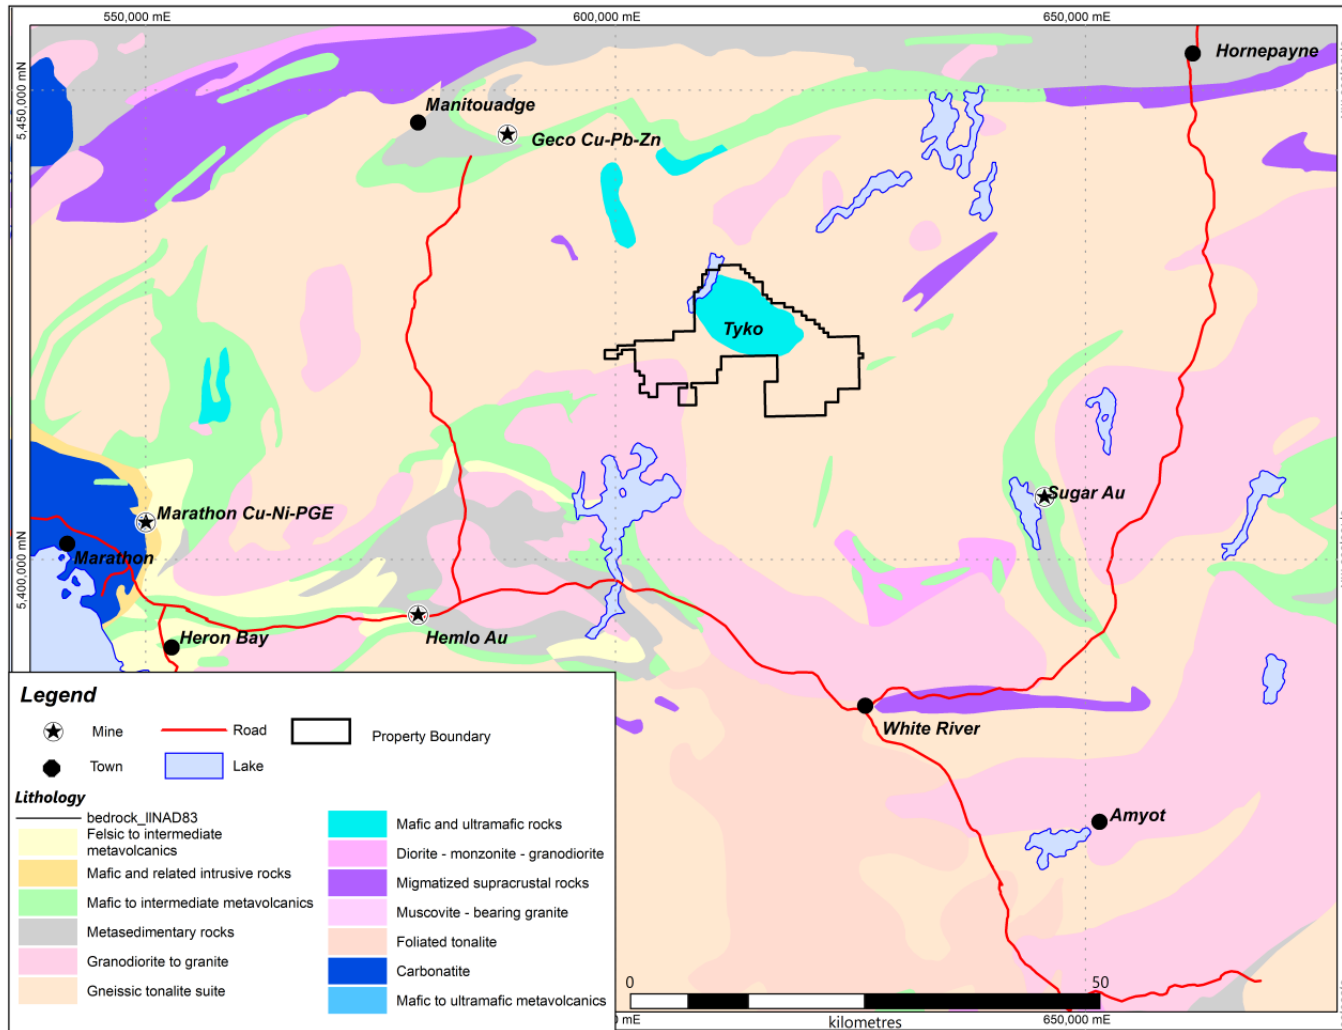 550,000 mE
600,000 mE
650,000 mE
Hornepayne
5,450,000 mN
Manitouadge
Geco Cu-Pb-Zn
Tyko
Sugar Au
Marathon Cu-Ni-PGE
Marathon
5,400,000 mN
Heron Bay
Hemlo Au
White River
Amyot
Legend
Mine
Road
Property Boundary
Town
Lake
Lithology
bedrock_llNAD83
Felsic to intermediate
metavolcanics
Mafic and related intrusive rocks
Mafic to intermediate metavolcanics
Metasedimentary rocks
Granodiorite to granite
Gneissic tonalite suite
Mafic and ultramafic rocks
Diorite - monzonite - granodiorite
Migmatized supracrustal rocks
Muscovite - bearing granite
Foliated tonalite
Carbonatite
Mafic to ultramafic metavolcanics
0
50
kilometres
mE
650,000 mE